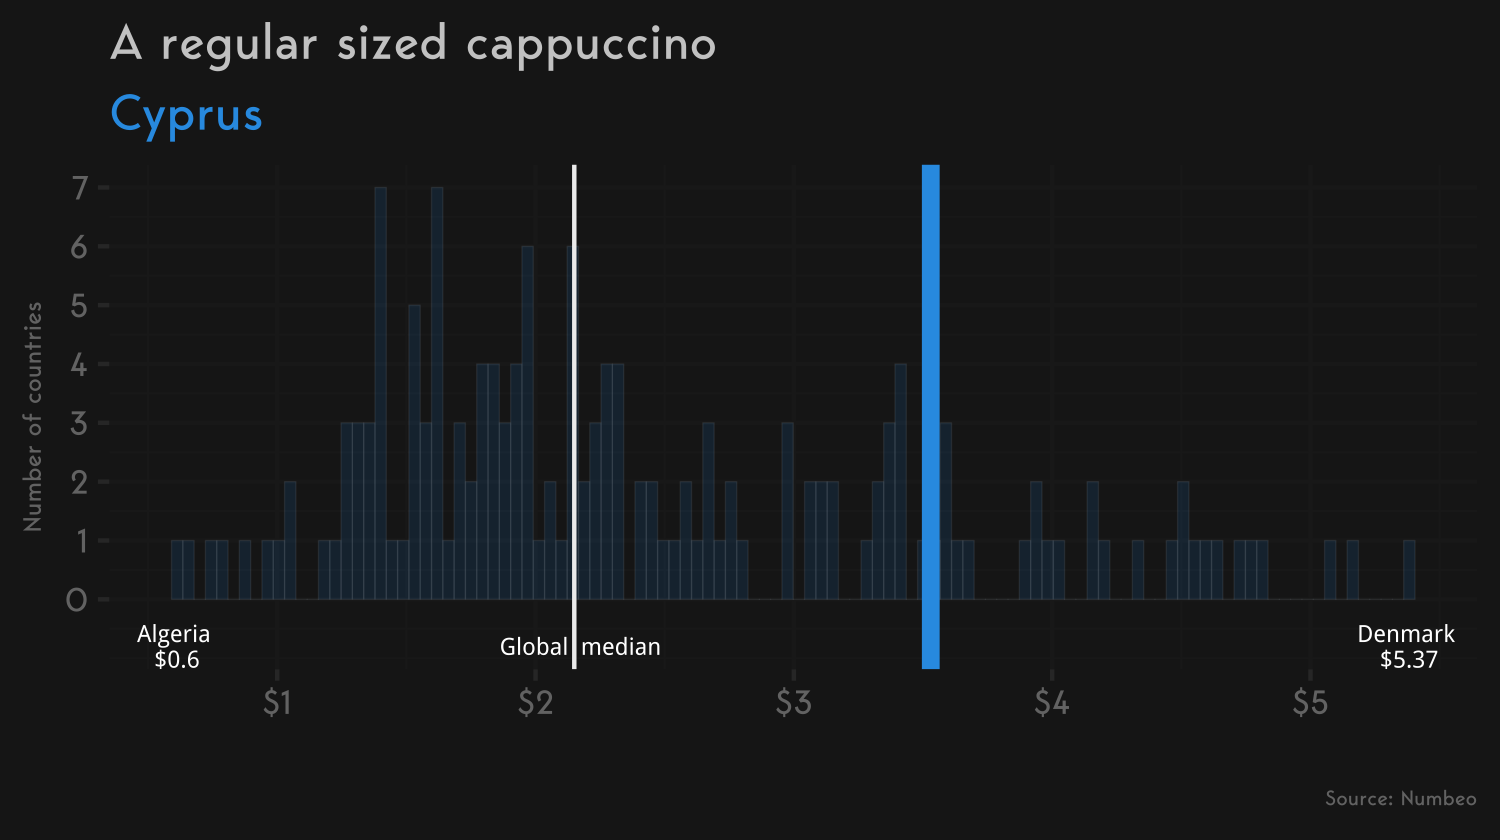 A regular sized cappuccino
Cyprus
Number of countries
7
6
5
4
3
2
1
0
Algeria
$0.6
Global median
Denmark
$5.37
$1 $2 $3 $4 $5
Source: Numbeo